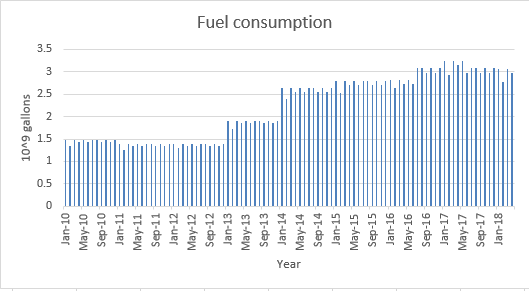 Fuel consumption
3.5
3
2.5
2
1.5
1
0.5
0
10^9 gallons
Jan-10
May-10
Sep-10
Jan-11
May-11
Sep-11
Jan-12
May-12
Sep-12
Jan-13
May-13
Sep-13
Jan-14
May-14
Sep-14
Jan-15
May-15
Sep-15
Jan-16
May-16
Sep-16
Jan-17
May-17
Sep-17
Jan-18
Year